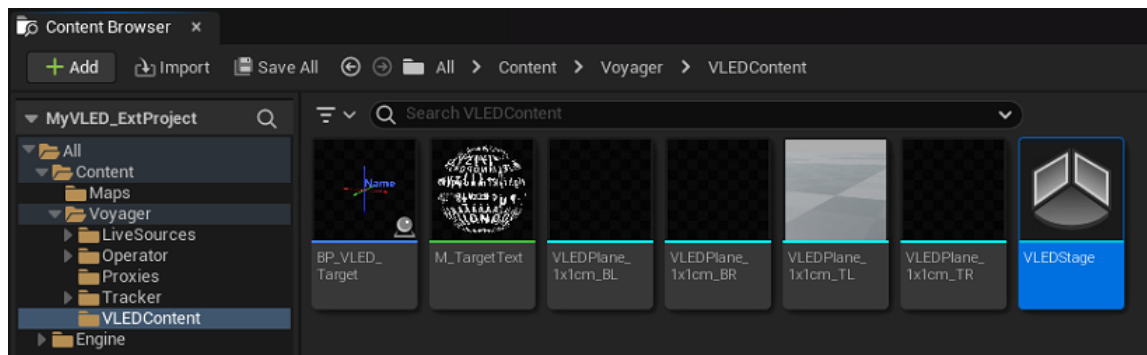 Content Browser
+ Add Import Save All All > Content > Voyager > VLEDContent
MyVLED_ExtProject
Search VLEDContent
All
Content
Maps
Voyager
LiveSources
Operator
Proxies
Tracker
VLEDContent
Engine
Name
BP_VLED_
Target
M_TargetText
VLEDPlane_
1x1cm_BL
VLEDPlane_
1x1cm_BR
VLEDPlane_
1x1cm_TL
VLEDPlane_
1x1cm_TR
VLEDStage